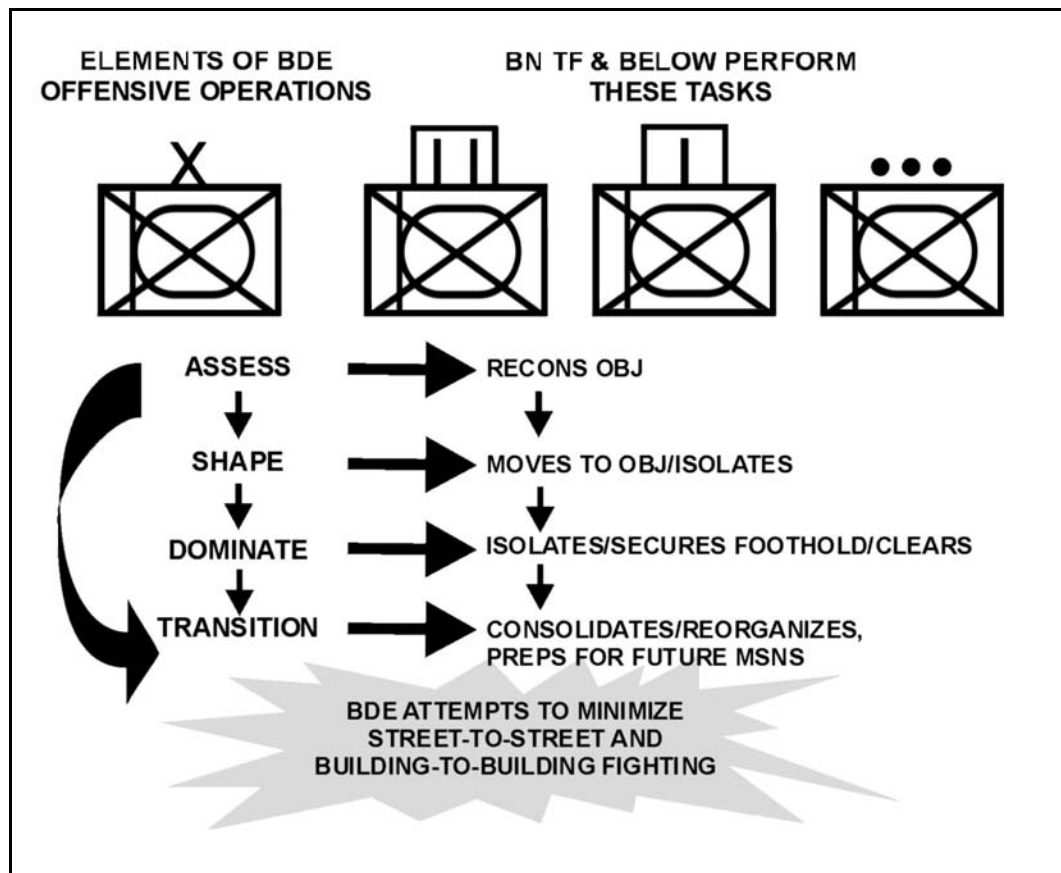 ELEMENTS OF BDE
OFFENSIVE OPERATIONS
BN TF & BELOW PERFORM
THESE TASKS
X
ASSESS
RECONS OBJ
SHAPE
MOVES TO OBJ/ISOLATES
DOMINATE
ISOLATES/SECURES FOOTHOLD/CLEARS
TRANSITION
CONSOLIDATES/REORGANIZES,
PREPS FOR FUTURE MSNS
BDE ATTEMPTS TO MINIMIZE
STREET-TO-STREET AND
BUILDING-TO-BUILDING FIGHTING